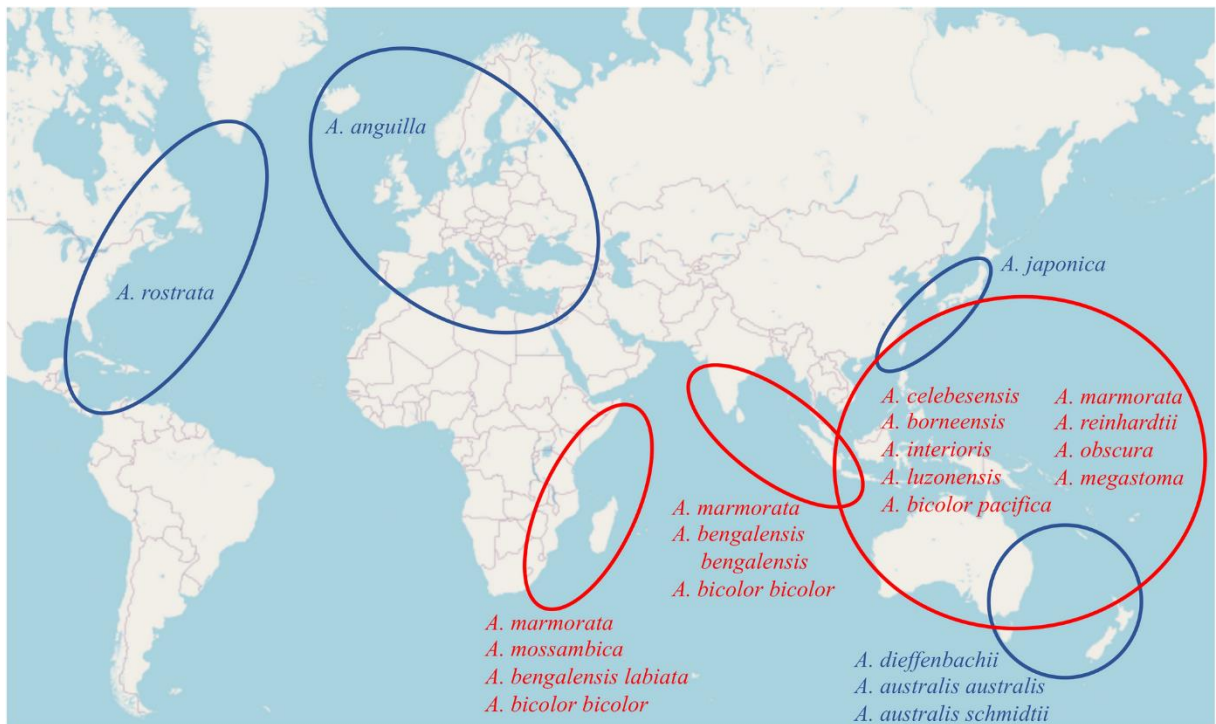 A. anguilla
A. rostrata
A. japonica
A. celebesensis
A. borneensis
A. interioris
A. luzonensis
A. bicolor pacifica
A. marmorata
A. reinhardtii
A. obscura
A. megastoma
A. marmorata
A. bengalensis
bengalensis
A. bicolor bicolor
A. marmorata
A. mossambica
A. bengalensis labiata
A. bicolor bicolor
A. dieffenbachii
A. australis australis
A. australis schmidtii